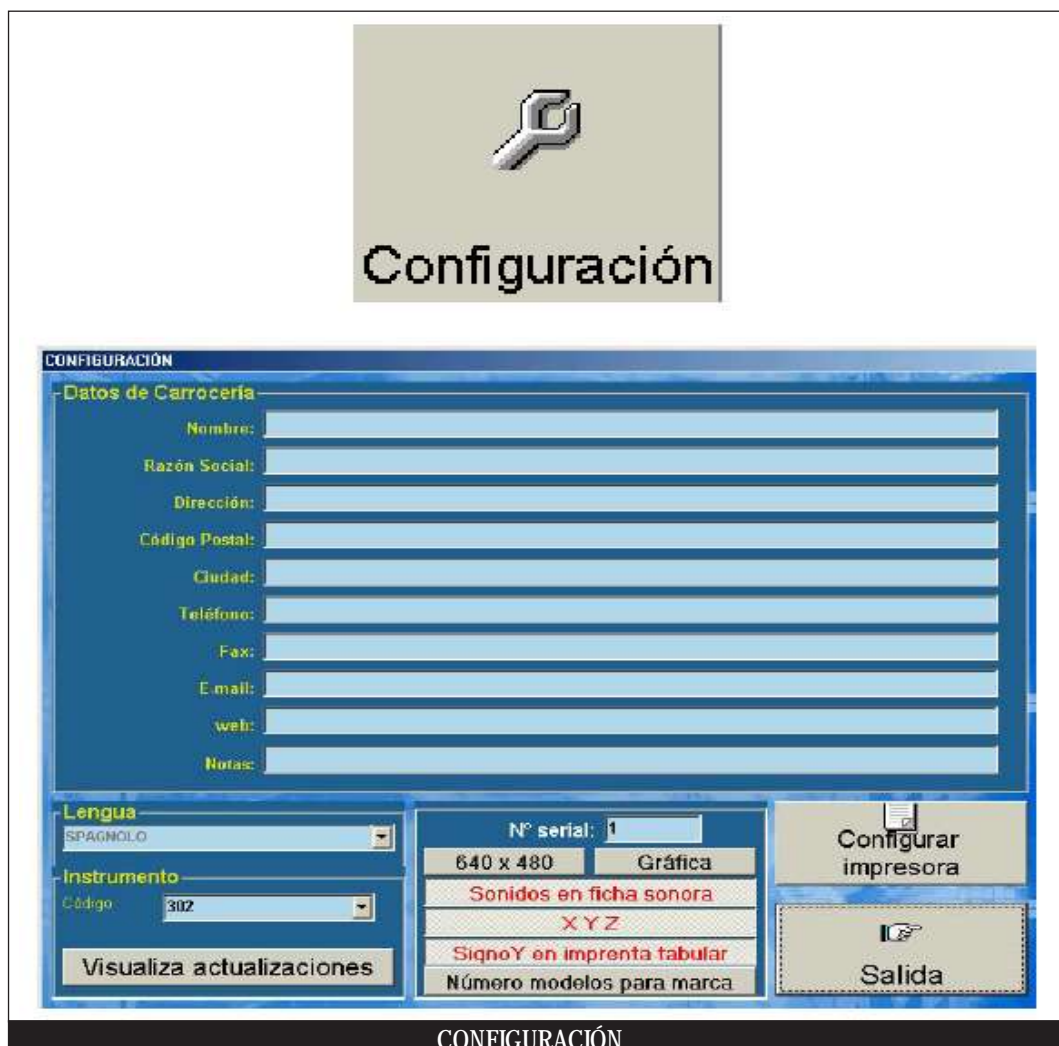 Configuración
CONFIGURACIÓN
Datos de Carrocería
Nombre:
Razón Social:
Dirección:
Código Postal:
Ciudad:
Teléfono:
Fax:
E-mail:
web:
Notas:
Lengua
SPAGNOLO
Instrumento
Código 302
Visualiza actualizaciones
Nº serial: 1
640 x 480 Gráfica
Sonidos en ficha sonora
X Y Z
SignoY en imprenta tabular
Número modelos para marca
Configurar
impresora
Salida
CONFIGURACIÓN